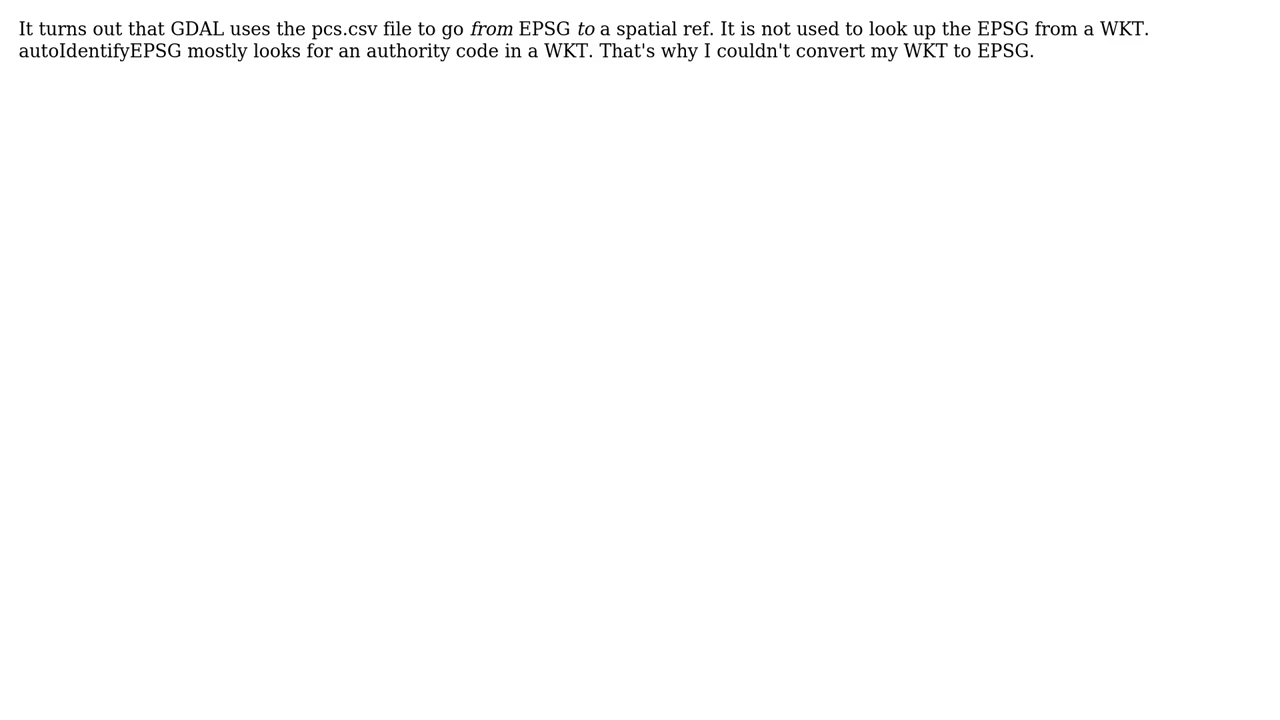 It turns out that GDAL uses the pcs.csv file to go from EPSG to a spatial ref. It is not used to look up the EPSG from a WKT.
autoIdentifyEPSG mostly looks for an authority code in a WKT. That's why I couldn't convert my WKT to EPSG.